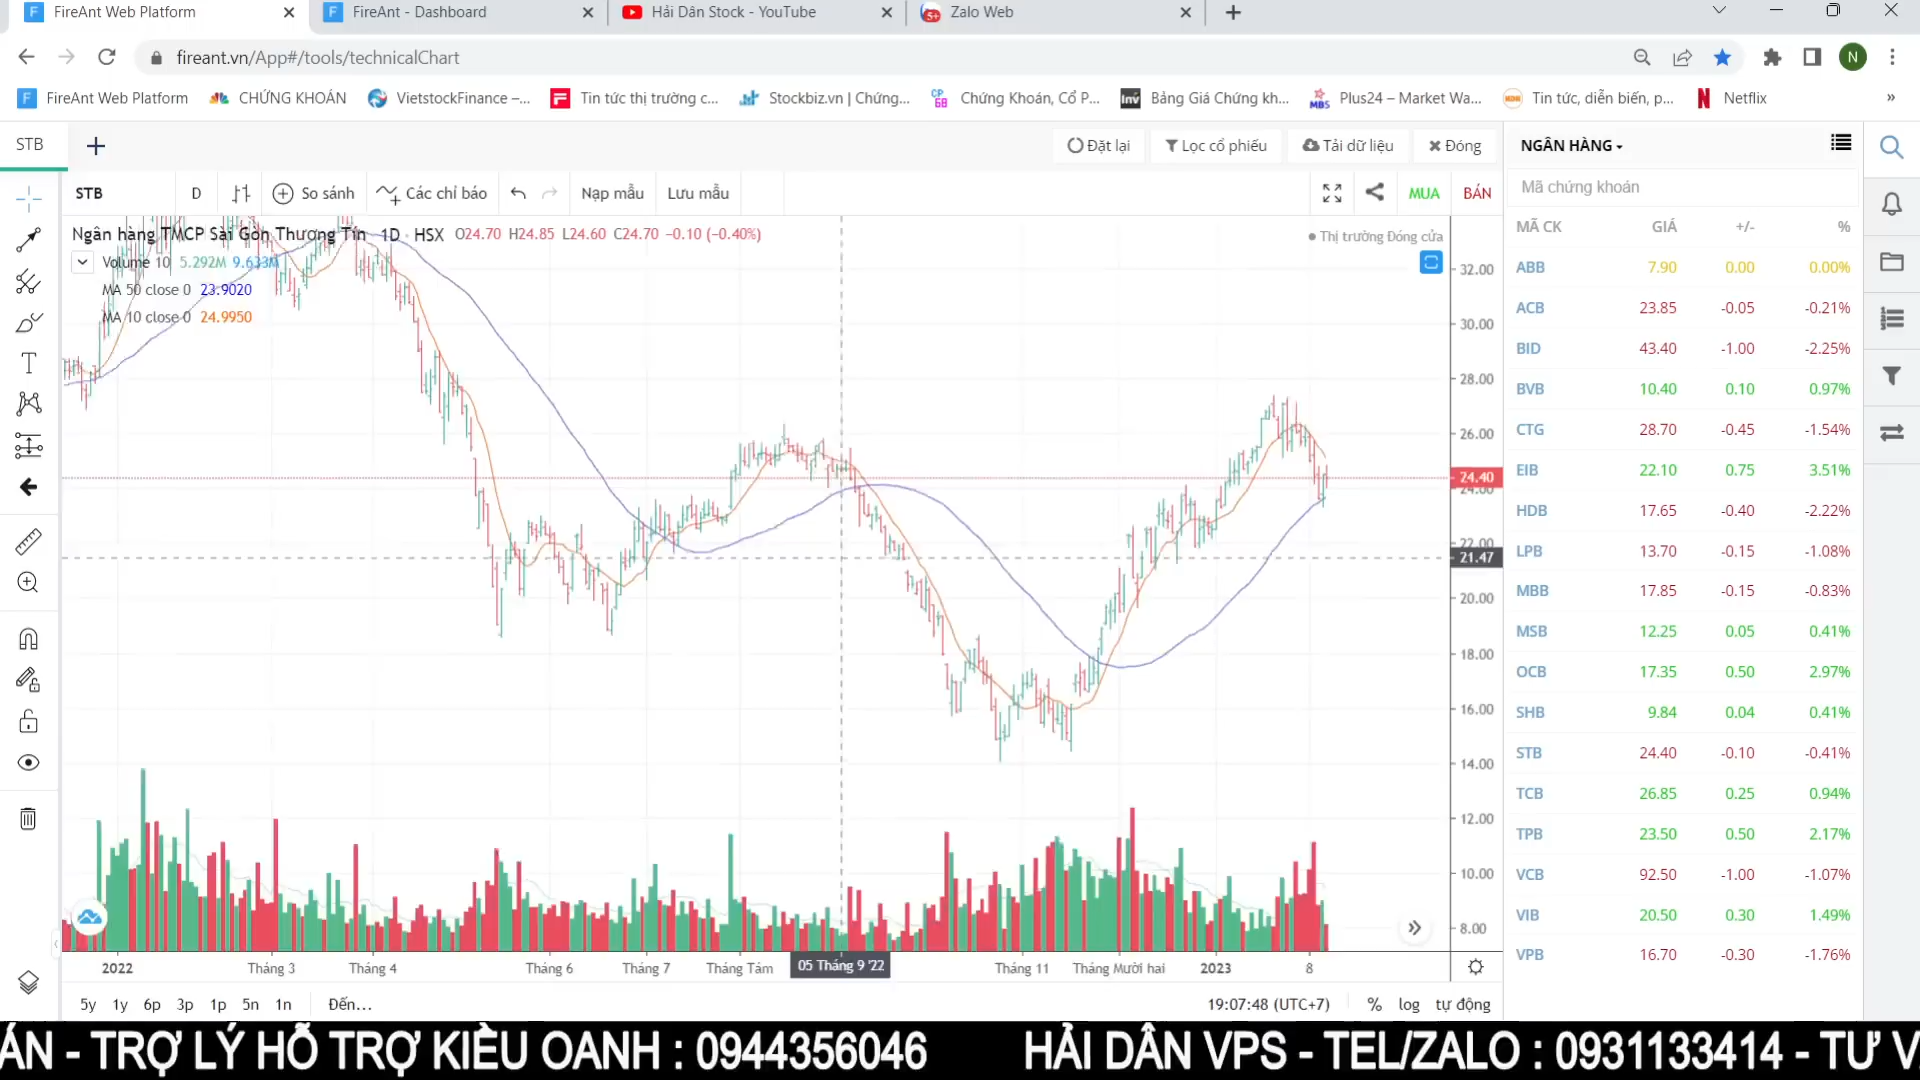 FireAnt Web Platform
FireAnt - Dashboard
Hải Dân Stock - YouTube
5+
Zalo Web
fireant.vn/App#/tools/technicalChart
N
FireAnt Web Platform
CHỨNG KHOÁN
VietstockFinance –...
Tin tức thị trường c...
Stockbiz.vn | Chứng...
CP68
Chứng Khoán, Cổ P...
Inv
Bảng Giá Chứng kh...
MBS
Plus24 – Market Wa...
Tin tức, diễn biến, p...
Netflix
»
STB
Đặt lại
Lọc cổ phiếu
Tải dữ liệu
Đóng
NGÂN HÀNG
STB
D
So sánh
Các chỉ báo
Nạp mẫu
Lưu mẫu
MUA
BÁN
Mã chứng khoán
Ngân hàng TMCP Sài Gòn Thương Tín · 1D · HSX O24.70 H24.85 L24.60 C24.70 −0.10 (−0.40%)
Thị trường Đóng cửa
Volume 10 5.292M 9.633M
MA 50 close 0 23.9020
MA 10 close 0 24.9950
32.00
30.00
28.00
26.00
24.40
24.00
22.00
21.47
20.00
18.00
16.00
14.00
12.00
10.00
8.00
2022
Tháng 3
Tháng 4
Tháng 6
Tháng 7
Tháng Tám
05 Tháng 9 '22
Tháng 11
Tháng Mười hai
2023
8
5y 1y 6p 3p 1p 5n 1n
Đến...
19:07:48 (UTC+7)
%
log
tự động
MÃ CK GIÁ +/- %
ABB 7.90 0.00 0.00%
ACB 23.85 -0.05 -0.21%
BID 43.40 -1.00 -2.25%
BVB 10.40 0.10 0.97%
CTG 28.70 -0.45 -1.54%
EIB 22.10 0.75 3.51%
HDB 17.65 -0.40 -2.22%
LPB 13.70 -0.15 -1.08%
MBB 17.85 -0.15 -0.83%
MSB 12.25 0.05 0.41%
OCB 17.35 0.50 2.97%
SHB 9.84 0.04 0.41%
STB 24.40 -0.10 -0.41%
TCB 26.85 0.25 0.94%
TPB 23.50 0.50 2.17%
VCB 92.50 -1.00 -1.07%
VIB 20.50 0.30 1.49%
VPB 16.70 -0.30 -1.76%
ÁN - TRỢ LÝ HỖ TRỢ KIỀU OANH : 0944356046 HẢI DÂN VPS - TEL/ZALO : 0931133414 - TƯ V